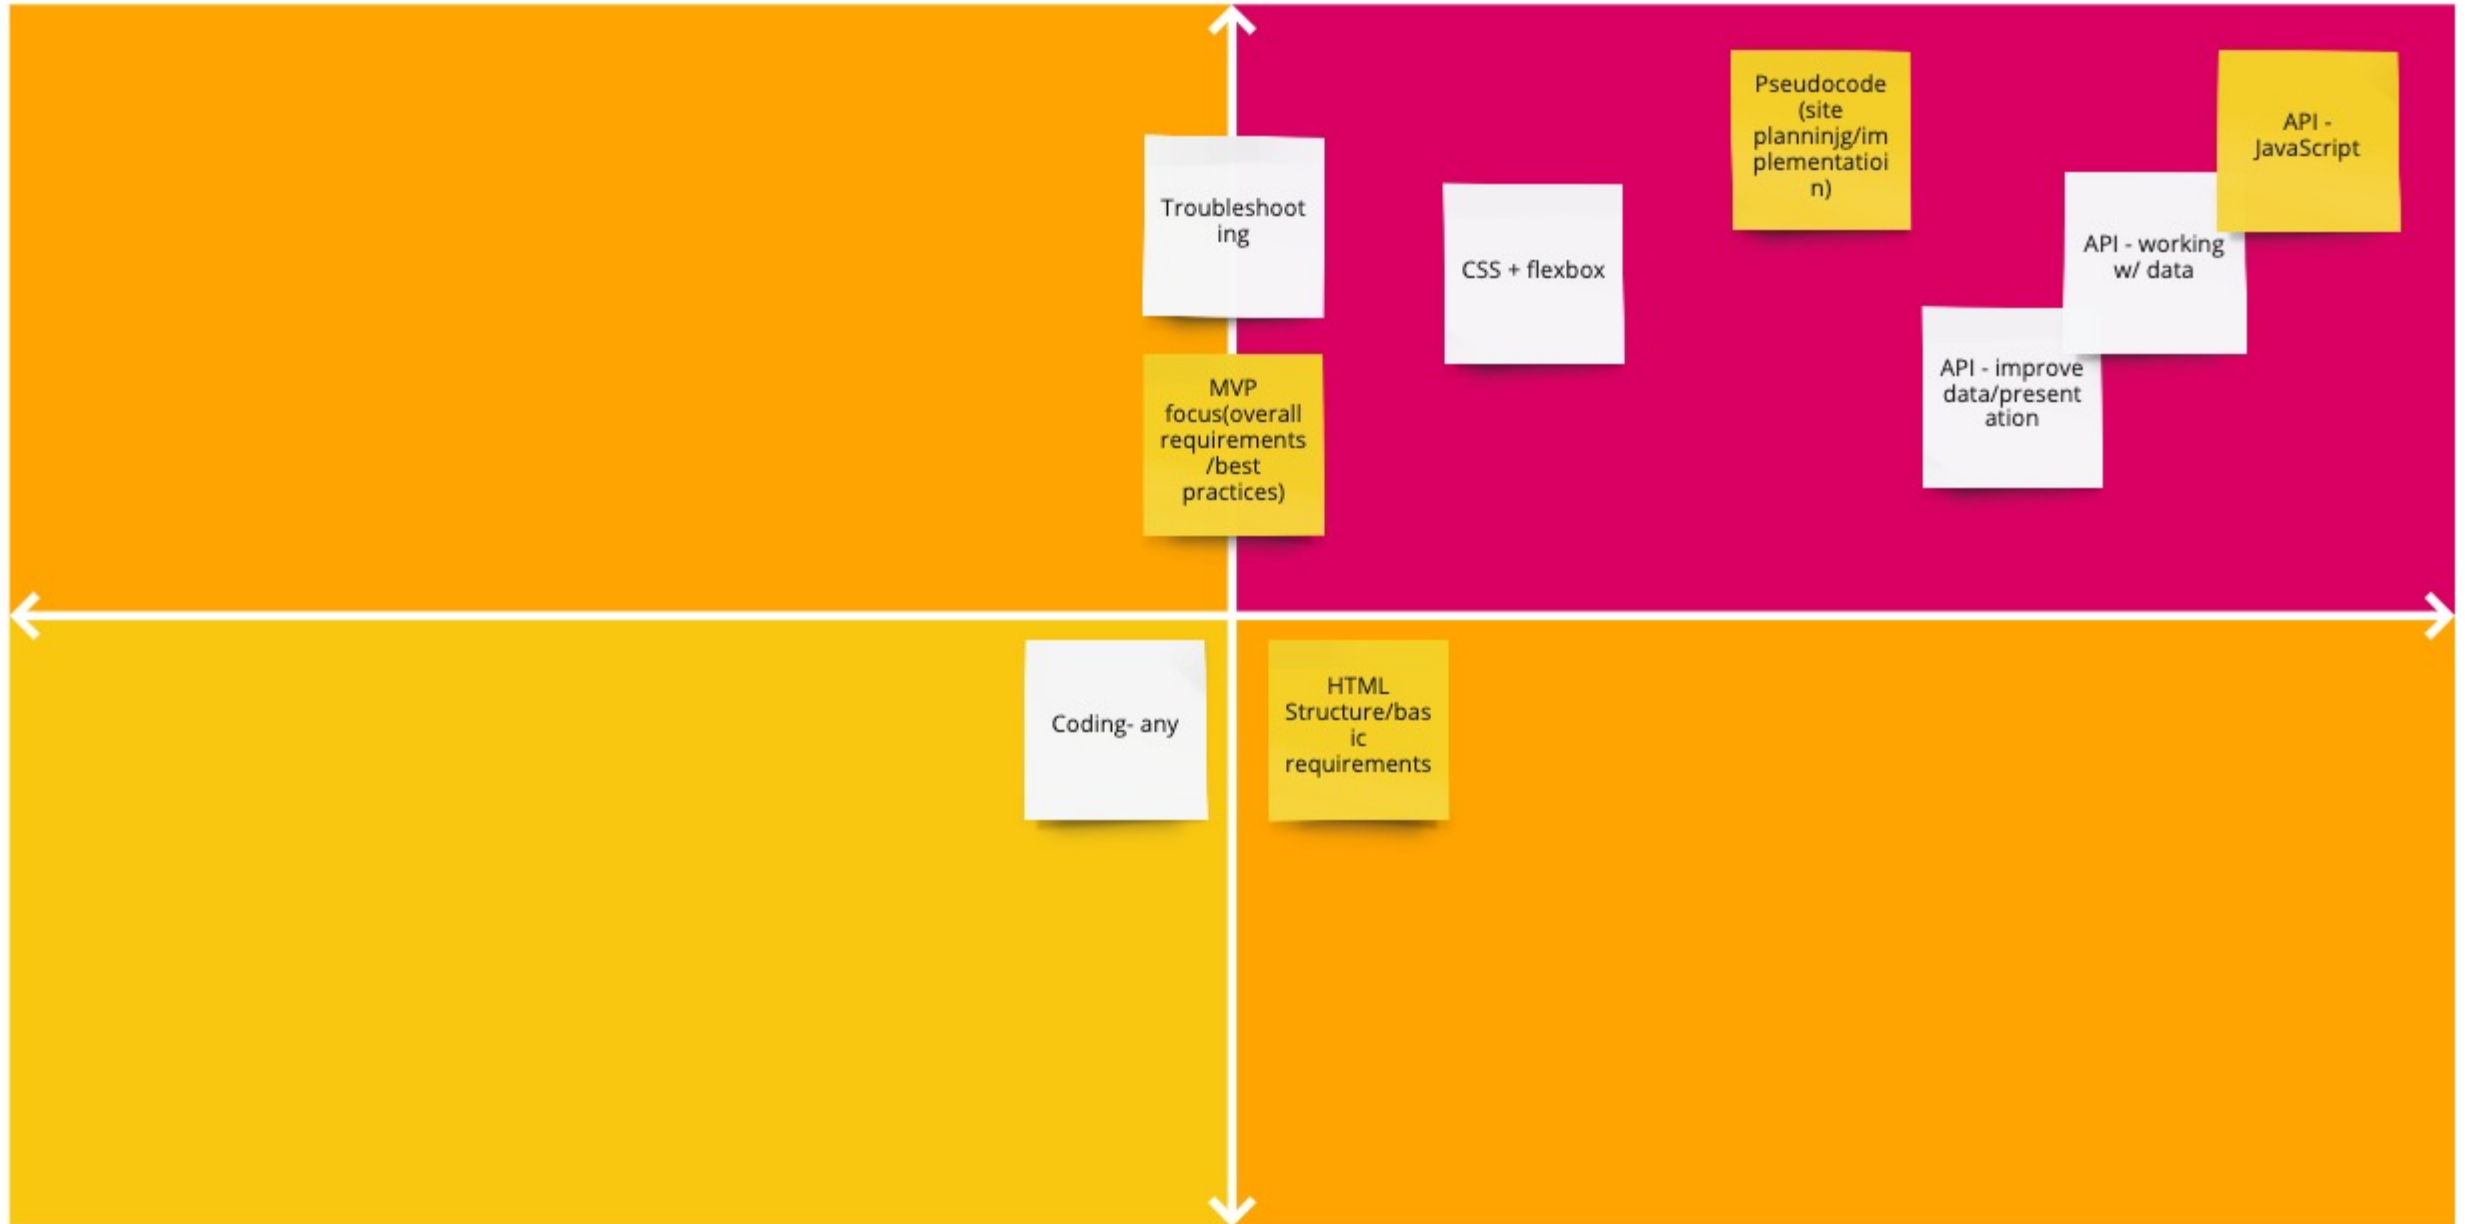 Pseudocode
(site
planninjg/im
plementatioi
n)
API -
JavaScript
Troubleshoot
ing
CSS + flexbox
API - working
w/ data
API - improve
data/present
ation
MVP
focus(overall
requirements
/best
practices)
Coding- any
HTML
Structure/bas
ic
requirements